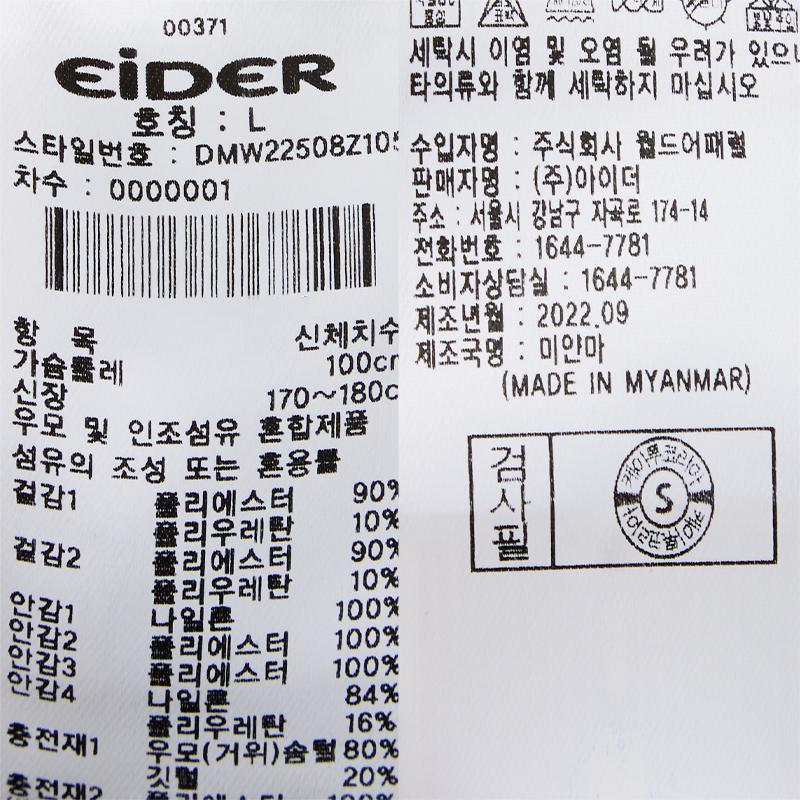 00371
EiDER
호칭 : L
스타일번호 : DMW22508Z105
차수 : 0000001
항 목 신체치수
가슴둘레 100cm
신장 170~180c
우모 및 인조섬유 혼합제품
섬유의 조성 또는 혼용률
겉감1 폴리에스터 90%
폴리우레탄 10%
겉감2 폴리에스터 90%
폴리우레탄 10%
안감1 나일론 100%
안감2 폴리에스터 100%
안감3 폴리에스터 100%
안감4 나일론 84%
폴리우레탄 16%
충전재1 우모(거위)솜털 80%
깃털 20%
충전재2 폴리에스터 100%
세탁시 이염 및 오염 될 우려가 있으니
타의류와 함께 세탁하지 마십시오
수입자명 : 주식회사 월드어패럴
판매자명 : (주)아이더
주소 : 서울시 강남구 자곡로 174-14
전화번호 : 1644-7781
소비자상담실 : 1644-7781
제조년월 : 2022.09
제조국명 : 미얀마
(MADE IN MYANMAR)
검사필
S